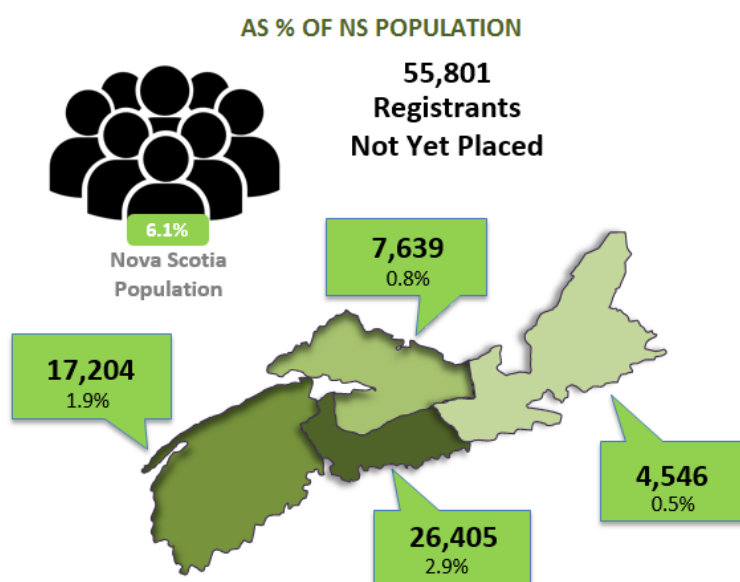 AS % OF NS POPULATION
55,801
Registrants
Not Yet Placed
6.1%
Nova Scotia
Population
7,639
0.8%
17,204
1.9%
4,546
0.5%
26,405
2.9%